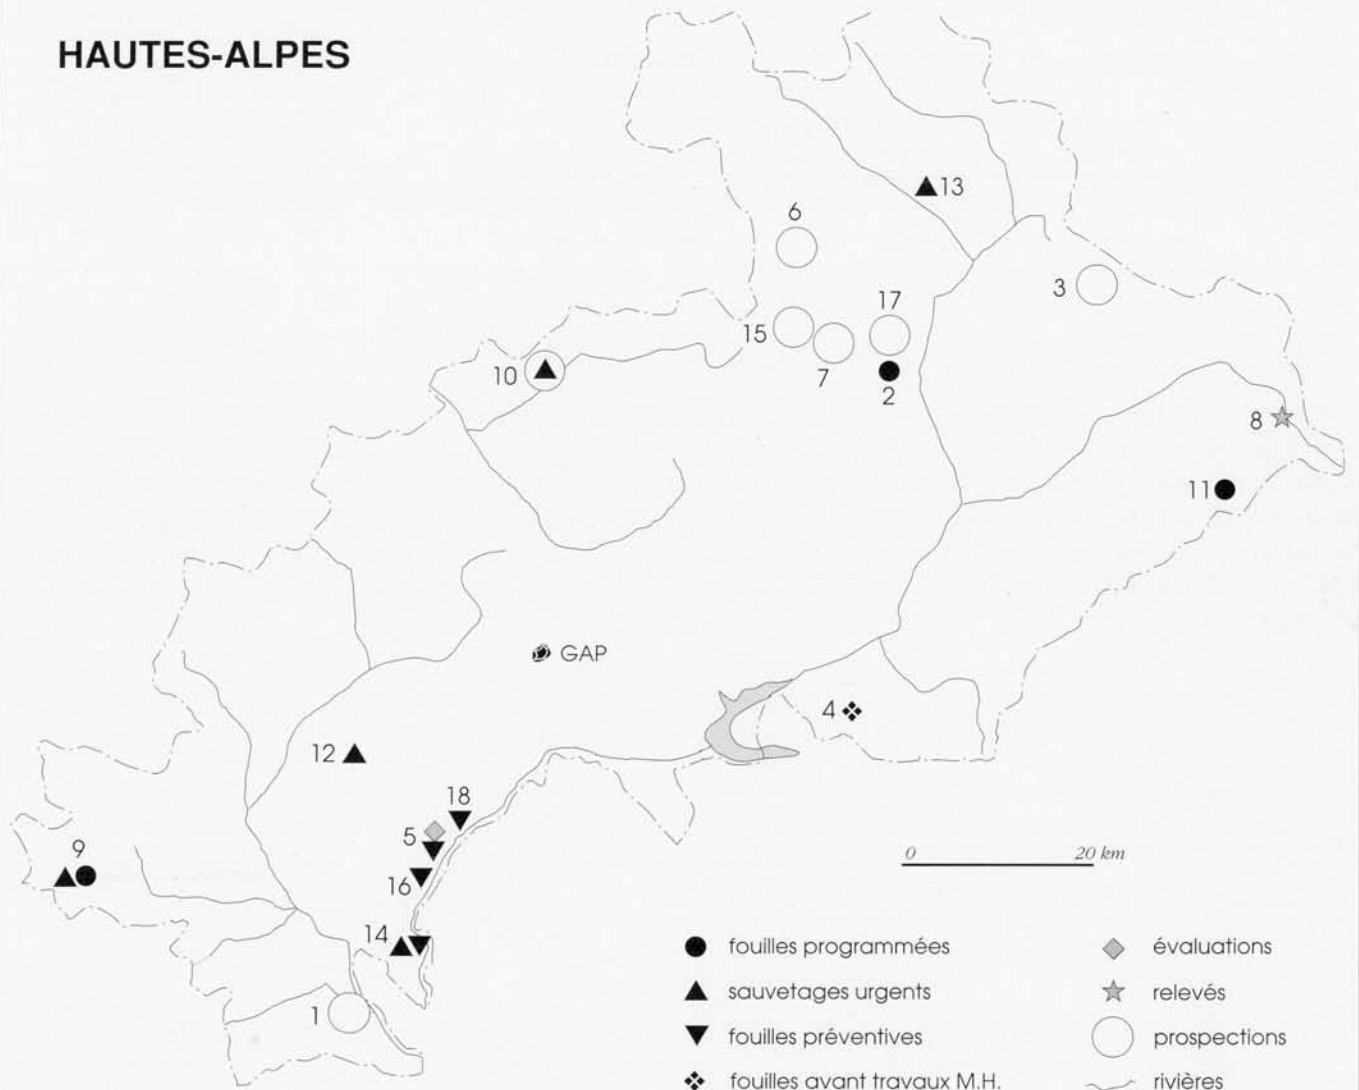 HAUTES-ALPES
13
6
3
17
15
10
7
2
8
11
GAP
4
12
18
5
9
16
14
1
0 20 km
fouilles programmées
sauvetages urgents
fouilles préventives
fouilles avant travaux M.H.
évaluations
relevés
prospections
rivières